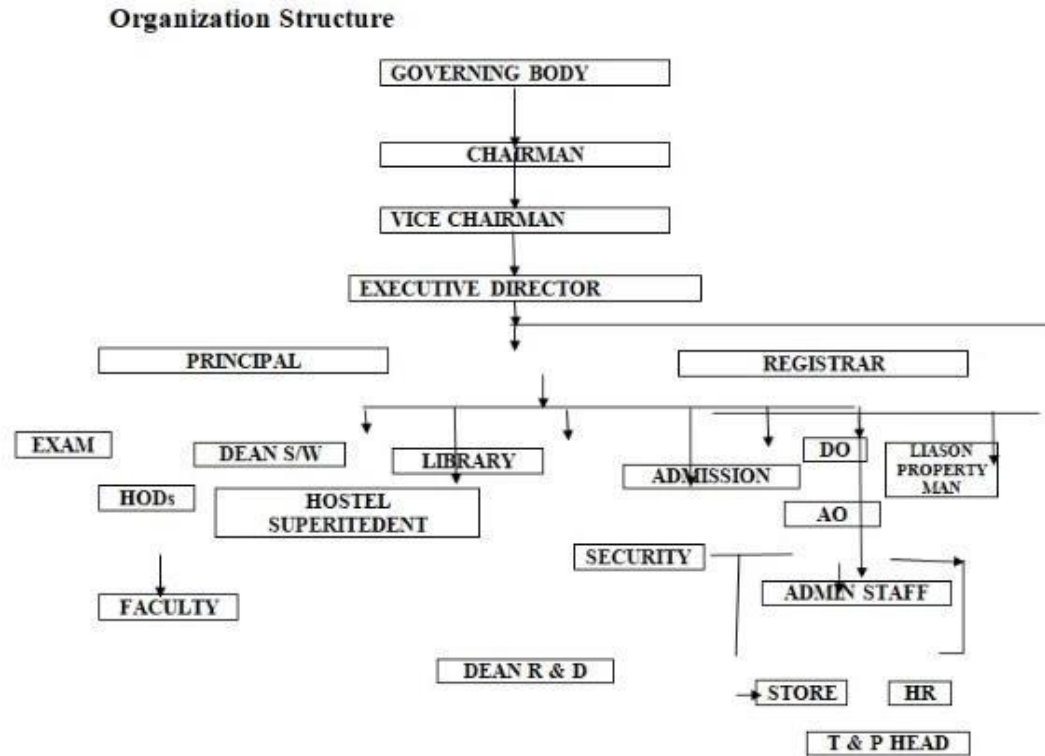 Organization Structure
GOVERNING BODY
CHAIRMAN
VICE CHAIRMAN
EXECUTIVE DIRECTOR
PRINCIPAL
REGISTRAR
EXAM
DEAN S/W
LIBRARY
ADMISSION
DO
LIASON
PROPERTY
MAN
HODs
HOSTEL
SUPERITEDENT
AO
SECURITY
FACULTY
ADMIN STAFF
DEAN R & D
STORE
HR
T & P HEAD